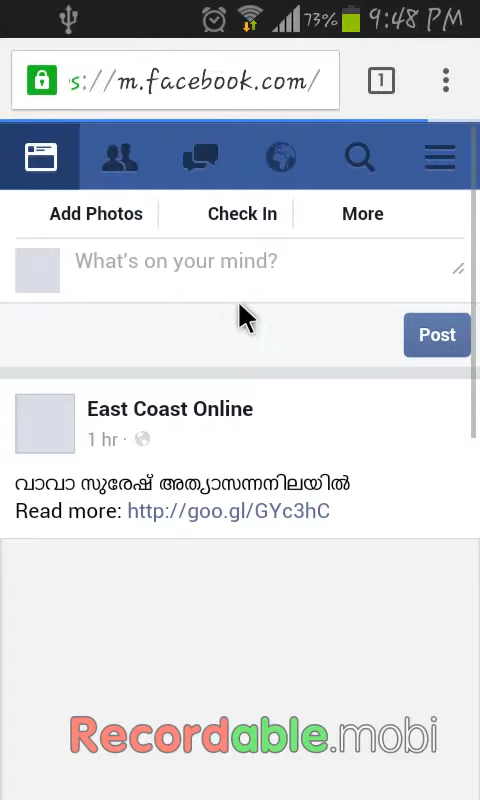 73% 9:48 PM
s://m.facebook.com/ 1
Add Photos Check In More
What's on your mind?
Post
East Coast Online
1 hr ·
വാവാ സുരേഷ് അത്യാസന്നനിലയിൽ
Read more: http://goo.gl/GYc3hC
Recordable.mobi